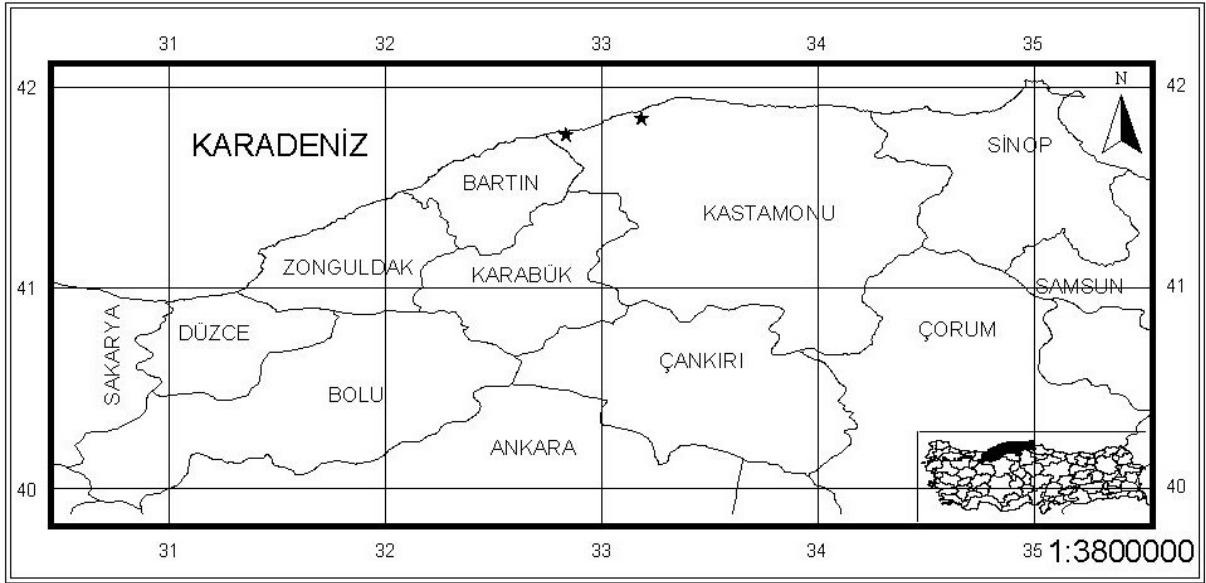 31 32 33 34 35
42 42
N
KARADENİZ
SİNOP
BARTIN
KASTAMONU
ZONGULDAK
KARABÜK
41 41
SAMSUN
SAKARYA
DÜZCE
ÇORUM
ÇANKIRI
BOLU
ANKARA
40 40
31 32 33 34 35
1:3800000